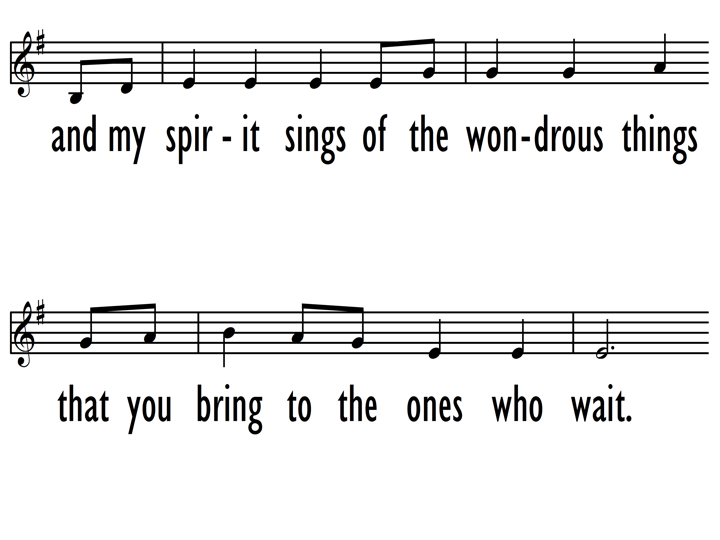 and my spir - it sings of the won-drous things
that you bring to the ones who wait.